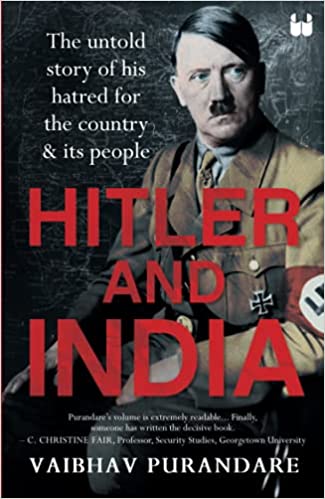 The untold
story of his
hatred for
the country
& its people
HITLER
AND
INDIA
Purandare's volume is extremely readable... Finally,
someone has written the decisive book.
– C. CHRISTINE FAIR, Professor, Security Studies, Georgetown University
VAIBHAV PURANDARE